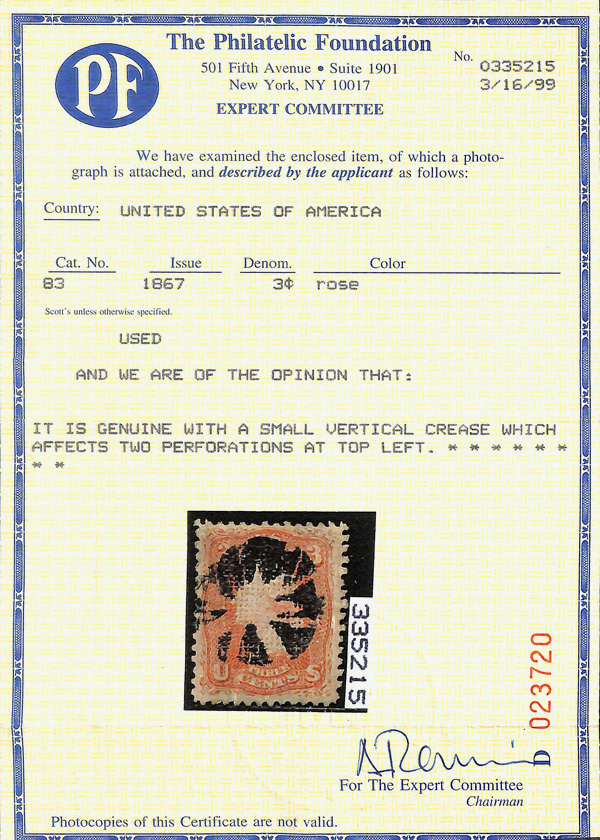 PF
The Philatelic Foundation
501 Fifth Avenue • Suite 1901
New York, NY 10017
EXPERT COMMITTEE
No. 0335215
3/16/99
We have examined the enclosed item, of which a photo-
graph is attached, and described by the applicant as follows:
Country: UNITED STATES OF AMERICA
Cat. No. Issue Denom. Color
83 1867 3¢ rose
Scott's unless otherwise specified.
USED
AND WE ARE OF THE OPINION THAT:
IT IS GENUINE WITH A SMALL VERTICAL CREASE WHICH
AFFECTS TWO PERFORATIONS AT TOP LEFT. * * * * * *
* *
3
U THREE S
CENTS
335215
D 023720
For The Expert Committee
Chairman
Photocopies of this Certificate are not valid.